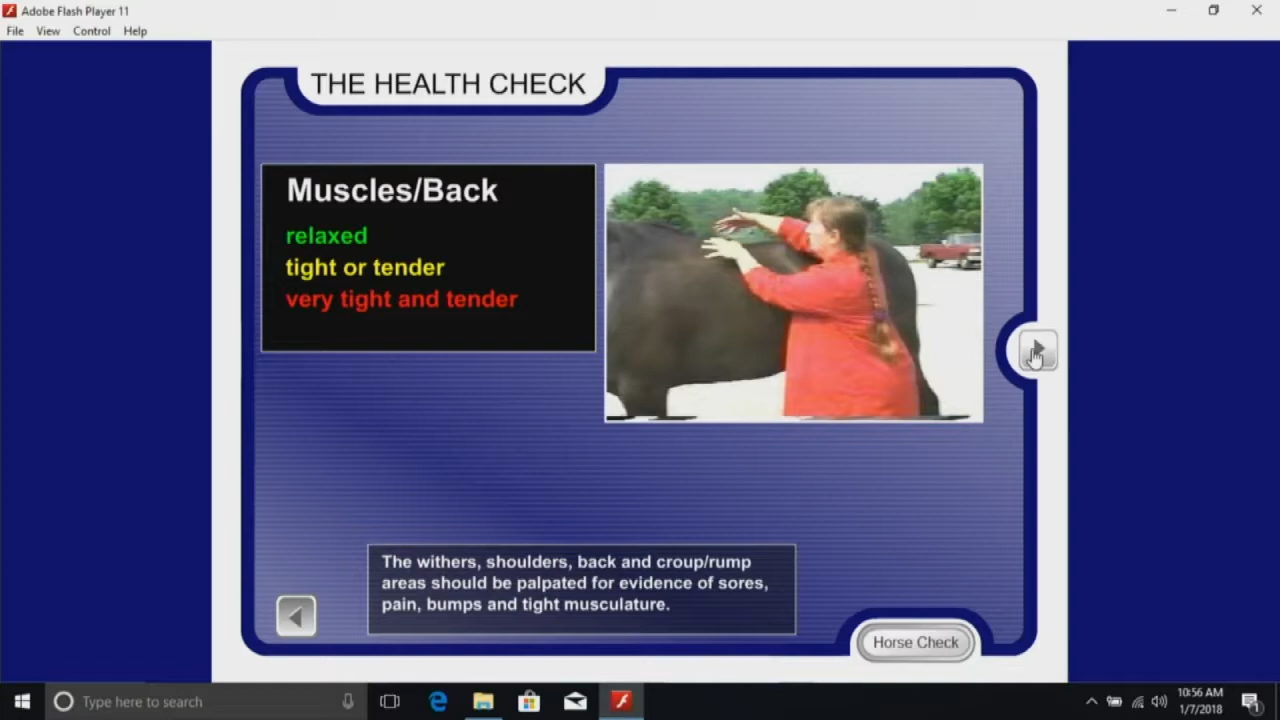 Adobe Flash Player 11
File View Control Help
THE HEALTH CHECK
Muscles/Back
relaxed
tight or tender
very tight and tender
The withers, shoulders, back and croup/rump
areas should be palpated for evidence of sores,
pain, bumps and tight musculature.
Horse Check
Type here to search
10:56 AM
1/7/2018
1